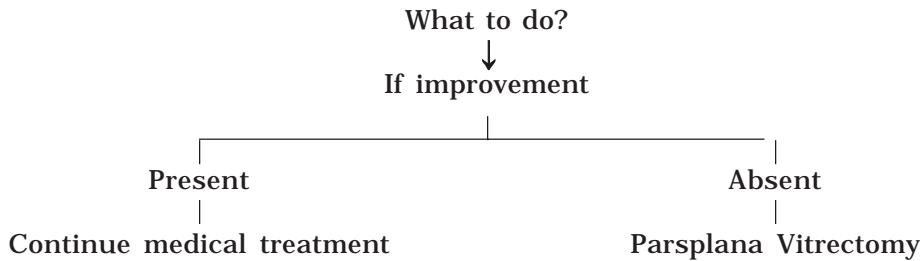 What to do?
If improvement
Present
Absent
Continue medical treatment
Parsplana Vitrectomy